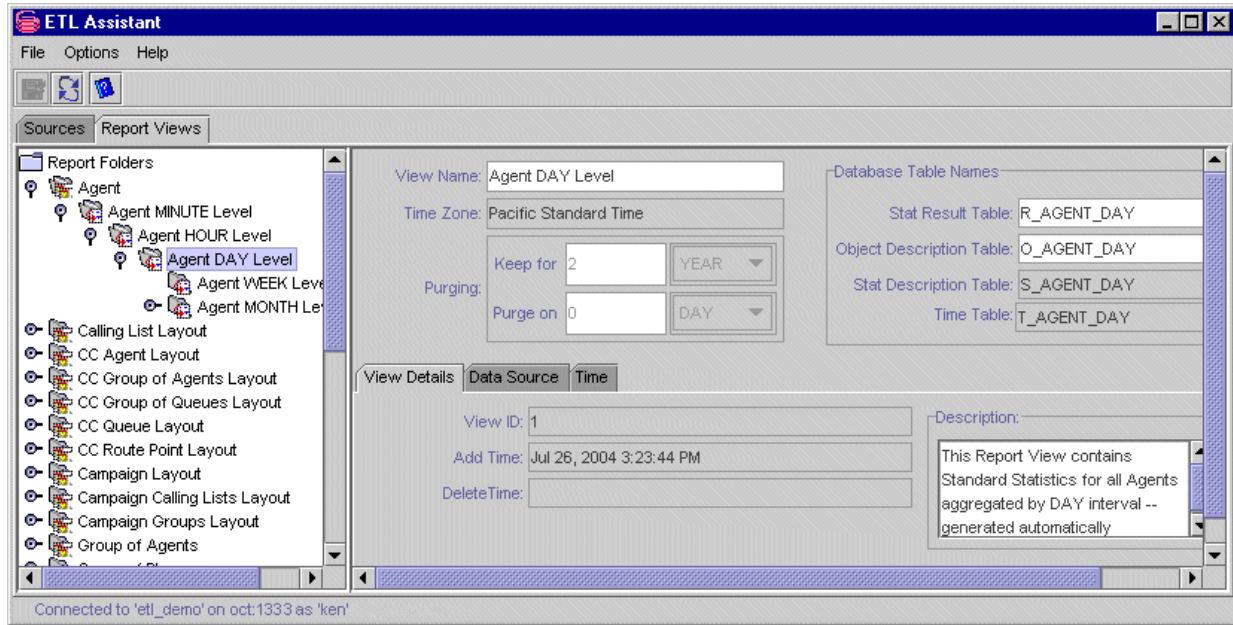 ETL Assistant
File Options Help
Sources Report Views
Report Folders
Agent
Agent MINUTE Level
Agent HOUR Level
Agent DAY Level
Agent WEEK Leve
Agent MONTH Le
Calling List Layout
CC Agent Layout
CC Group of Agents Layout
CC Group of Queues Layout
CC Queue Layout
CC Route Point Layout
Campaign Layout
Campaign Calling Lists Layout
Campaign Groups Layout
Group of Agents
View Name: Agent DAY Level
Time Zone: Pacific Standard Time
Purging:
Keep for 2 YEAR
Purge on 0 DAY
Database Table Names
Stat Result Table: R_AGENT_DAY
Object Description Table: O_AGENT_DAY
Stat Description Table: S_AGENT_DAY
Time Table: T_AGENT_DAY
View Details Data Source Time
View ID: 1
Add Time: Jul 26, 2004 3:23:44 PM
DeleteTime:
Description:
This Report View contains
Standard Statistics for all Agents
aggregated by DAY interval --
generated automatically
Connected to 'etl_demo' on oct:1333 as 'ken'